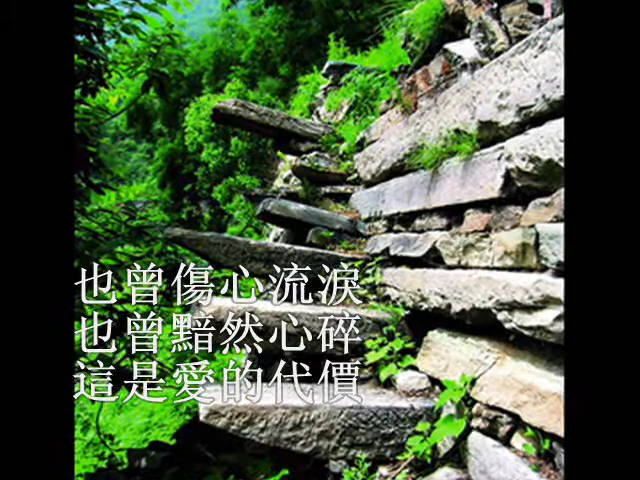 也曾傷心流淚
也曾黯然心碎
這是愛的代價